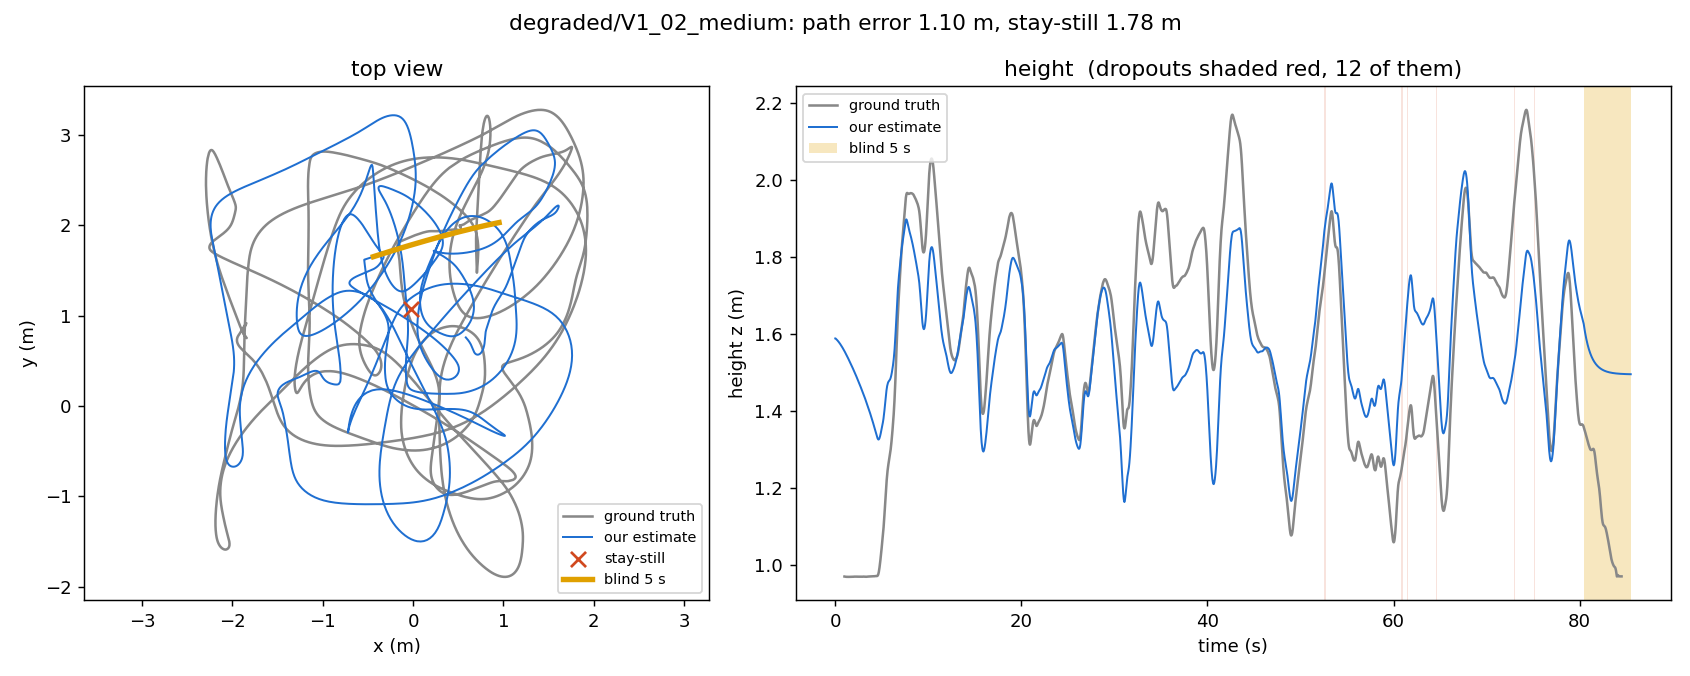 degraded/V1_02_medium: path error 1.10 m, stay-still 1.78 m
top view
3
2
1
0
−1
−2
y (m)
−3
−2
−1
0
1
2
3
x (m)
ground truth
our estimate
stay-still
blind 5 s
height  (dropouts shaded red, 12 of them)
ground truth
our estimate
blind 5 s
2.2
2.0
1.8
1.6
1.4
1.2
1.0
height z (m)
0
20
40
60
80
time (s)